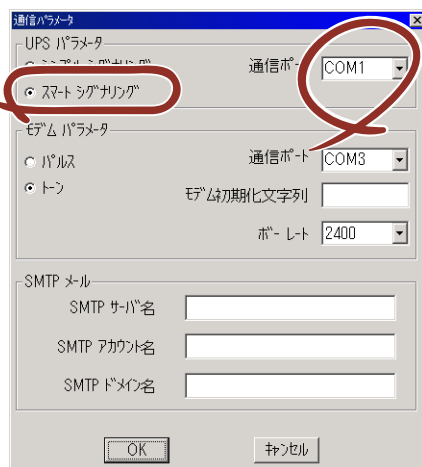 通信ﾊﾟﾗﾒｰﾀ
UPS ﾊﾟﾗﾒｰﾀ
通信ﾎﾟ COM1
ｽﾏｰﾄ ｼｸﾞﾅﾘﾝｸﾞ
ﾓﾃﾞﾑ ﾊﾟﾗﾒｰﾀ
ﾊﾟﾙｽ 通信ﾎﾟｰﾄ COM3
ﾄｰﾝ ﾓﾃﾞﾑ初期化文字列
ﾎﾞｰ ﾚｰﾄ 2400
SMTP ﾒｰﾙ
SMTP ｻｰﾊﾞ名
SMTP ｱｶｳﾝﾄ名
SMTP ﾄﾞﾒｲﾝ名
OK ｷｬﾝｾﾙ